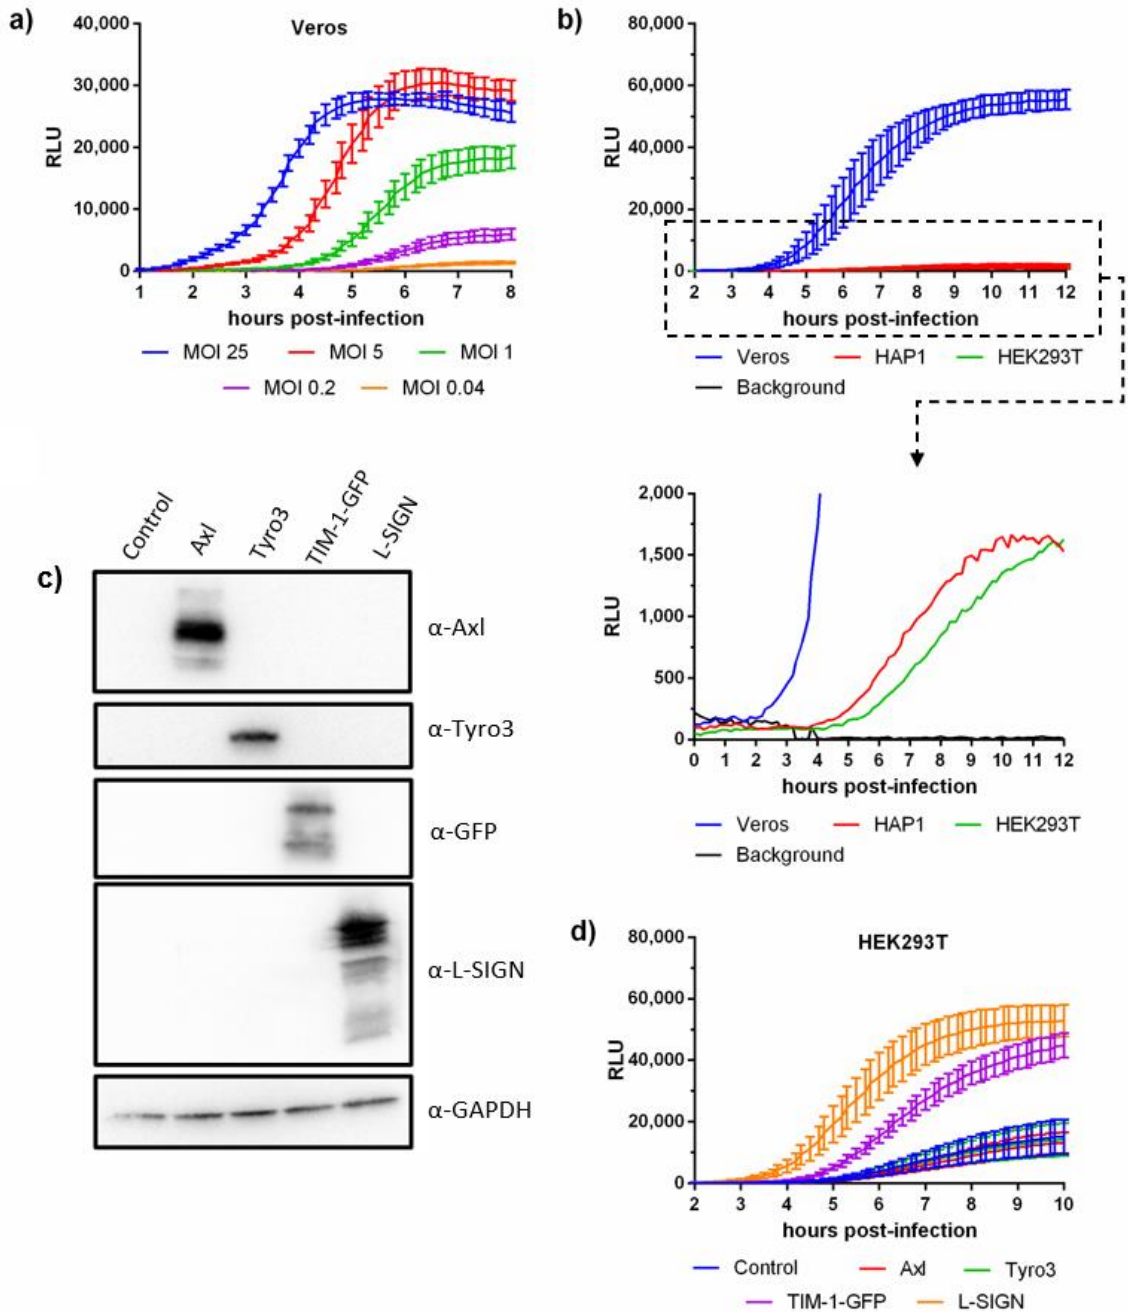 a)
Veros
40,000
30,000
20,000
10,000
0
RLU
1 2 3 4 5 6 7 8
hours post-infection
MOI 25 MOI 5 MOI 1
MOI 0.2 MOI 0.04
b)
80,000
60,000
40,000
20,000
0
RLU
2 3 4 5 6 7 8 9 10 11 12
hours post-infection
Veros HAP1 HEK293T
Background
2,000
1,500
1,000
500
0
RLU
0 1 2 3 4 5 6 7 8 9 10 11 12
hours post-infection
Veros HAP1 HEK293T
Background
c)
Control Axl Tyro3 TIM-1-GFP L-SIGN
α-Axl
α-Tyro3
α-GFP
α-L-SIGN
α-GAPDH
d)
HEK293T
80,000
60,000
40,000
20,000
0
RLU
2 3 4 5 6 7 8 9 10
hours post-infection
Control Axl Tyro3
TIM-1-GFP L-SIGN